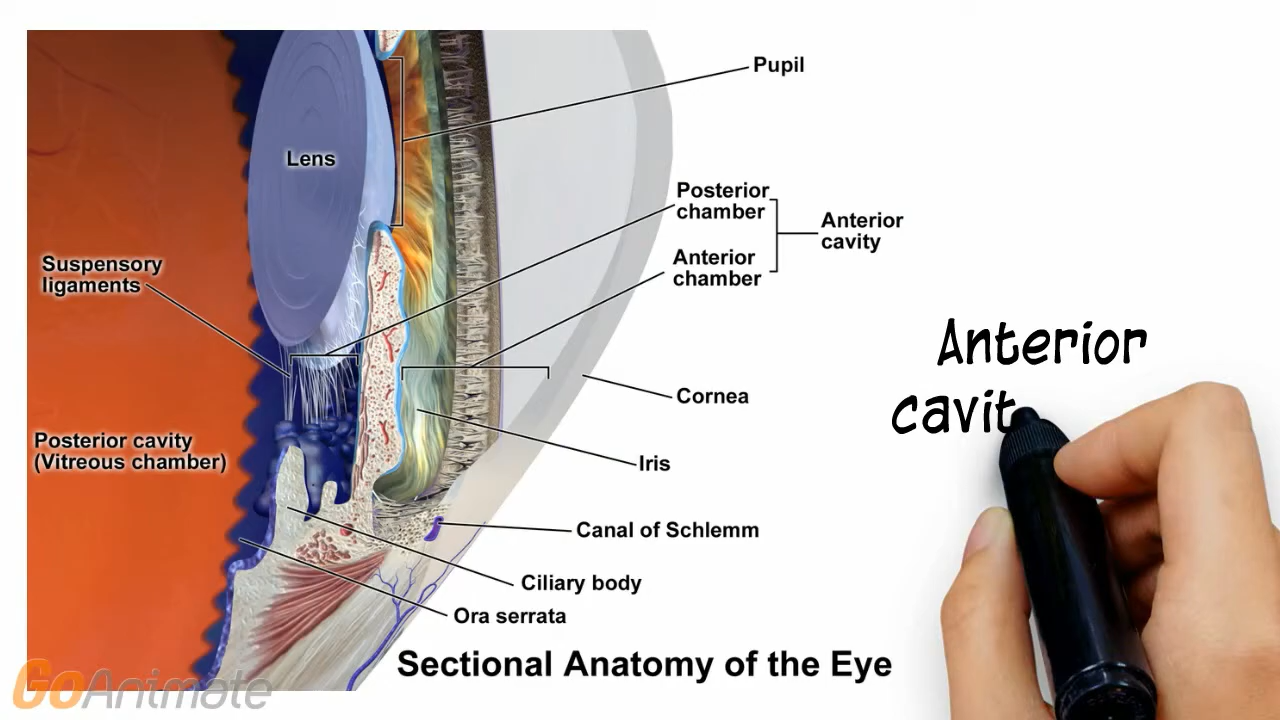 Pupil
Lens
Posterior
chamber
Anterior
cavity
Anterior
chamber
Suspensory
ligaments
Anterior
cavit
Cornea
Posterior cavity
(Vitreous chamber)
Iris
Canal of Schlemm
Ciliary body
Ora serrata
Sectional Anatomy of the Eye
GoAnimate